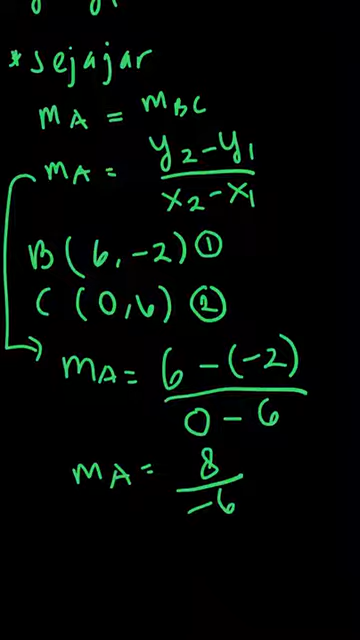 *sejajar
mA = mBC
mA = y2 - y1 / x2 - x1
B (6, -2) ①
C (0, 6) ②
mA = 6 - (-2) / 0 - 6
mA = 8 / -6